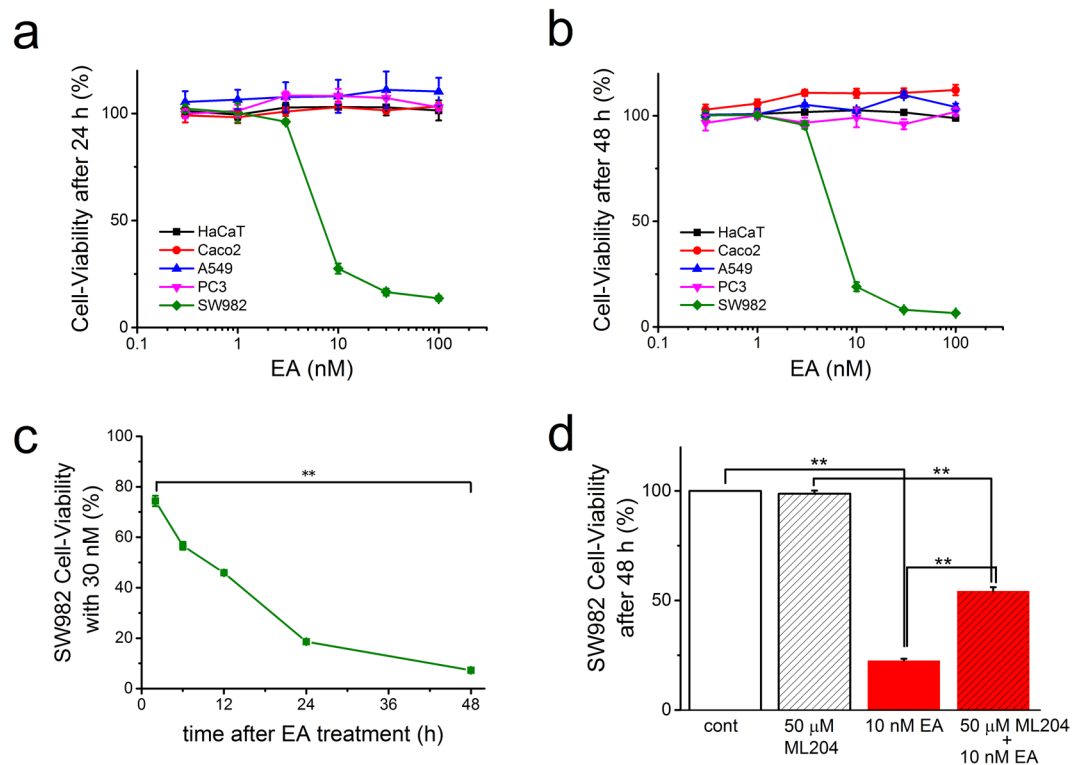 a
Cell-Viability after 24 h (%)
100
50
0
HaCaT
Caco2
A549
PC3
SW982
0.1
1
10
100
EA (nM)
b
Cell-Viability after 48 h (%)
100
50
0
HaCaT
Caco2
A549
PC3
SW982
0.1
1
10
100
EA (nM)
c
SW982 Cell-Viability
with 30 nM (%)
100
80
60
40
20
0
**
0
6
12
24
36
48
time after EA treatment (h)
d
SW982 Cell-Viability
after 48 h (%)
100
50
0
**
**
**
cont
50 μM
ML204
10 nM EA
50 μM ML204
+
10 nM EA